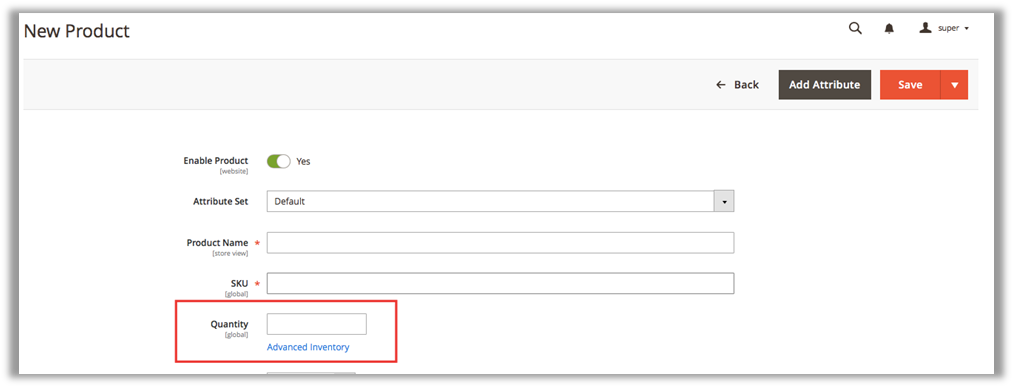 New Product
super
Back
Add Attribute
Save
Enable Product
Yes
[website]
Attribute Set
Default
Product Name *
[store view]
SKU *
[global]
Quantity
[global]
Advanced Inventory